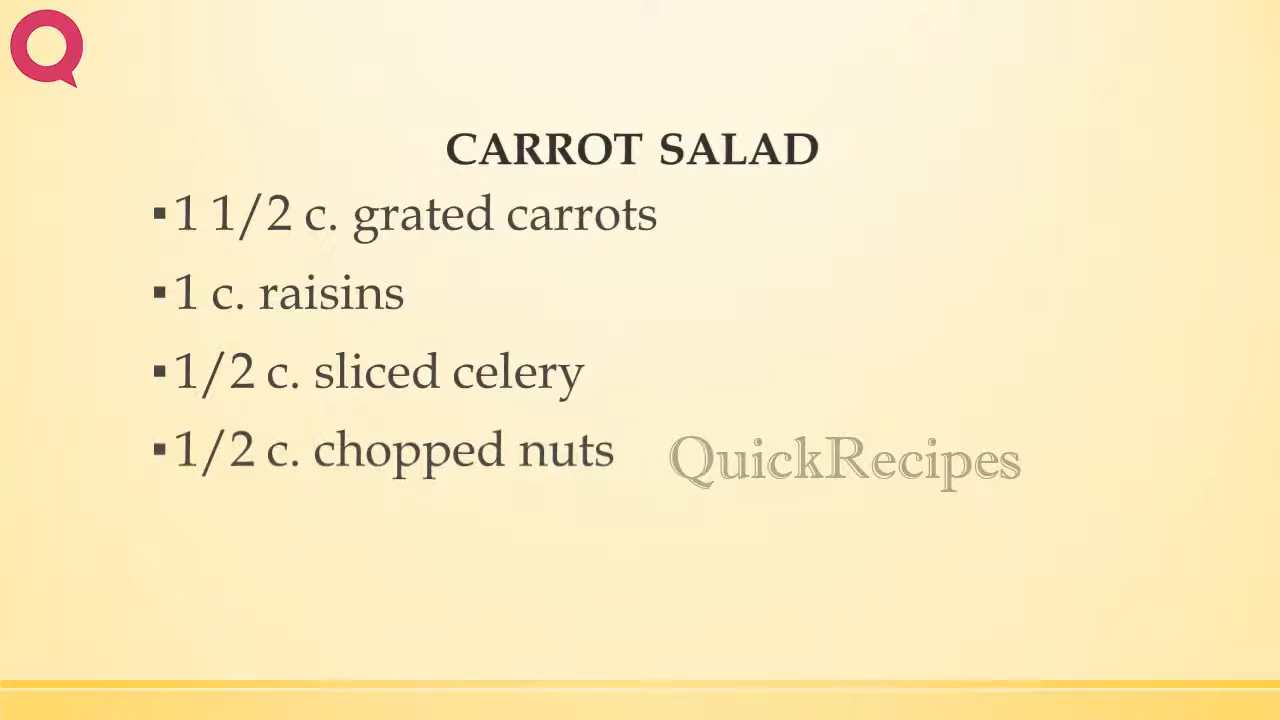 CARROT SALAD
▪1 1/2 c. grated carrots
▪1 c. raisins
▪1/2 c. sliced celery
▪1/2 c. chopped nuts
QuickRecipes